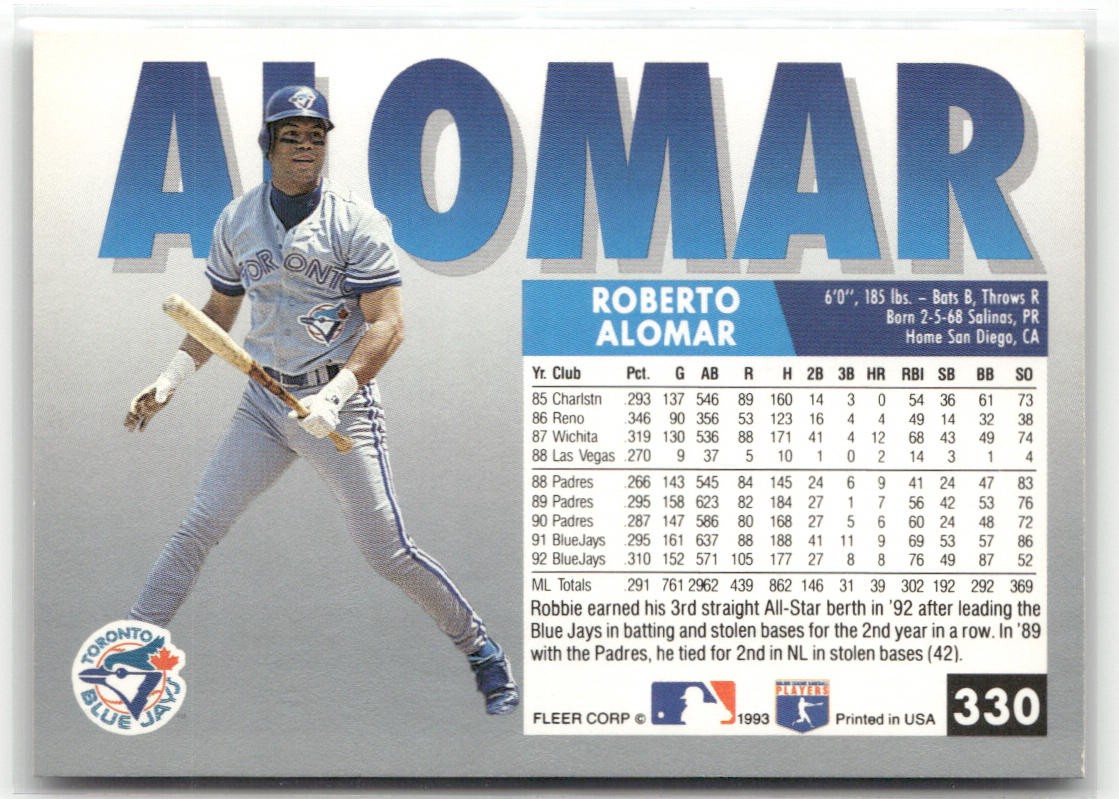 ALOMAR
TORONTO
ROBERTO
ALOMAR
6'0", 185 lbs. – Bats B, Throws R
Born 2-5-68 Salinas, PR
Home San Diego, CA
Yr. Club Pct. G AB R H 2B 3B HR RBI SB BB SO
85 Charlstn .293 137 546 89 160 14 3 0 54 36 61 73
86 Reno .346 90 356 53 123 16 4 4 49 14 32 38
87 Wichita .319 130 536 88 171 41 4 12 68 43 49 74
88 Las Vegas .270 9 37 5 10 1 0 2 14 3 1 4
88 Padres .266 143 545 84 145 24 6 9 41 24 47 83
89 Padres .295 158 623 82 184 27 1 7 56 42 53 76
90 Padres .287 147 586 80 168 27 5 6 60 24 48 72
91 BlueJays .295 161 637 88 188 41 11 9 69 53 57 86
92 BlueJays .310 152 571 105 177 27 8 8 76 49 87 52
ML Totals .291 761 2962 439 862 146 31 39 302 192 292 369
Robbie earned his 3rd straight All-Star berth in '92 after leading the
Blue Jays in batting and stolen bases for the 2nd year in a row. In '89
with the Padres, he tied for 2nd in NL in stolen bases (42).
TORONTO
BLUE JAYS
FLEER CORP © 1993
MAJOR LEAGUE BASEBALL
PLAYERS
Printed in USA
330